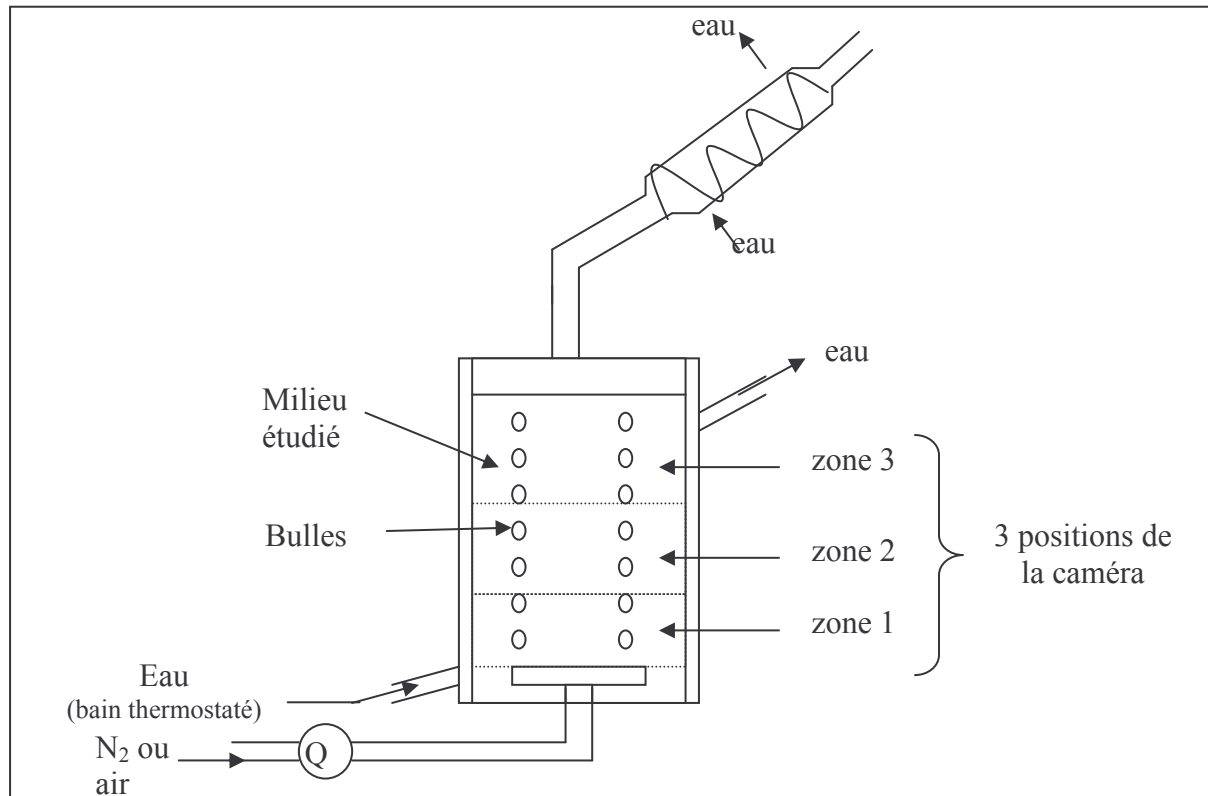 eau
eau
eau
Milieu
étudié
zone 3
Bulles
zone 2
3 positions de
la caméra
zone 1
Eau
(bain thermostaté)
N₂ ou
air
Q